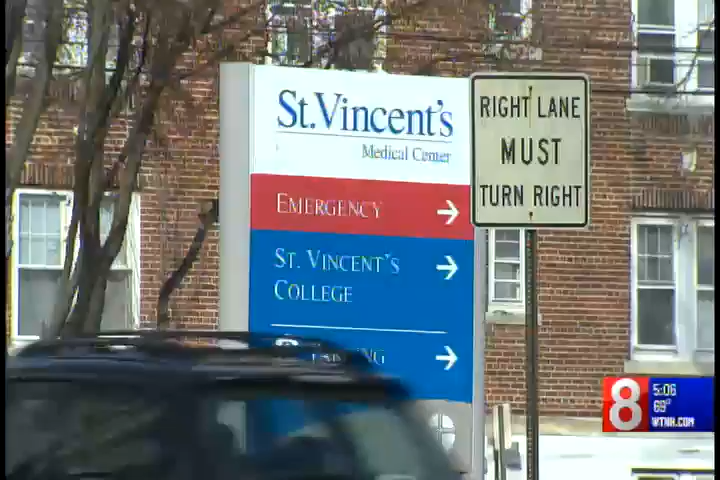 St.Vincent's
Medical Center
EMERGENCY
ST. VINCENT'S
COLLEGE
RIGHT LANE
MUST
TURN RIGHT
8
5:06
69°
WTNH.COM